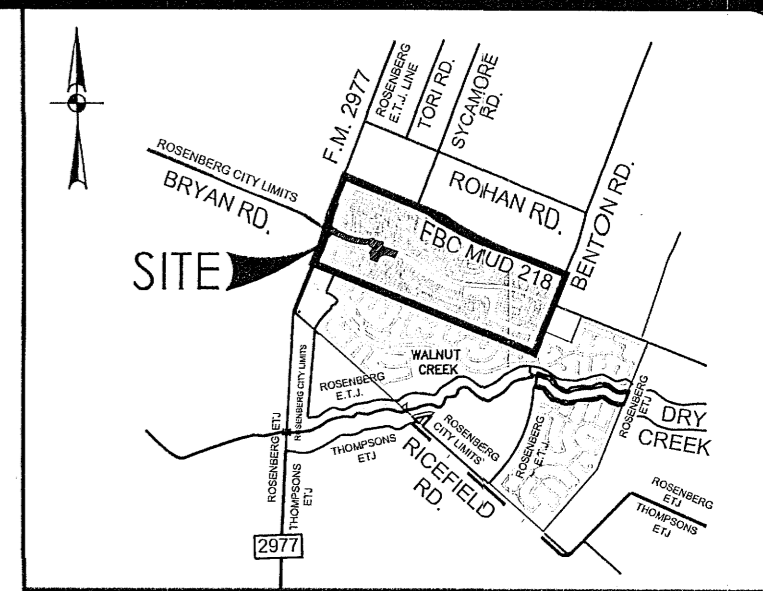 F.M. 2977
ROSENBERG
E.T.J. LINE
TORI RD.
SYCAMORE
RD.
ROSENBERG CITY LIMITS
BRYAN RD.
ROHAN RD.
BENTON RD.
FBC MUD 218
SITE
WALNUT
CREEK
ROSENBERG CITY LIMITS
ROSENBERG
E.T.J.
ROSENBERG ETJ
THOMPSONS
ETJ
ROSENBERG
CITY LIMITS
ROSENBERG
E.T.J.
ROSENBERG
ETJ
DRY
CREEK
RICEFIELD
RD.
THOMPSONS
ETJ
ROSENBERG
ETJ
THOMPSONS
ETJ
2977